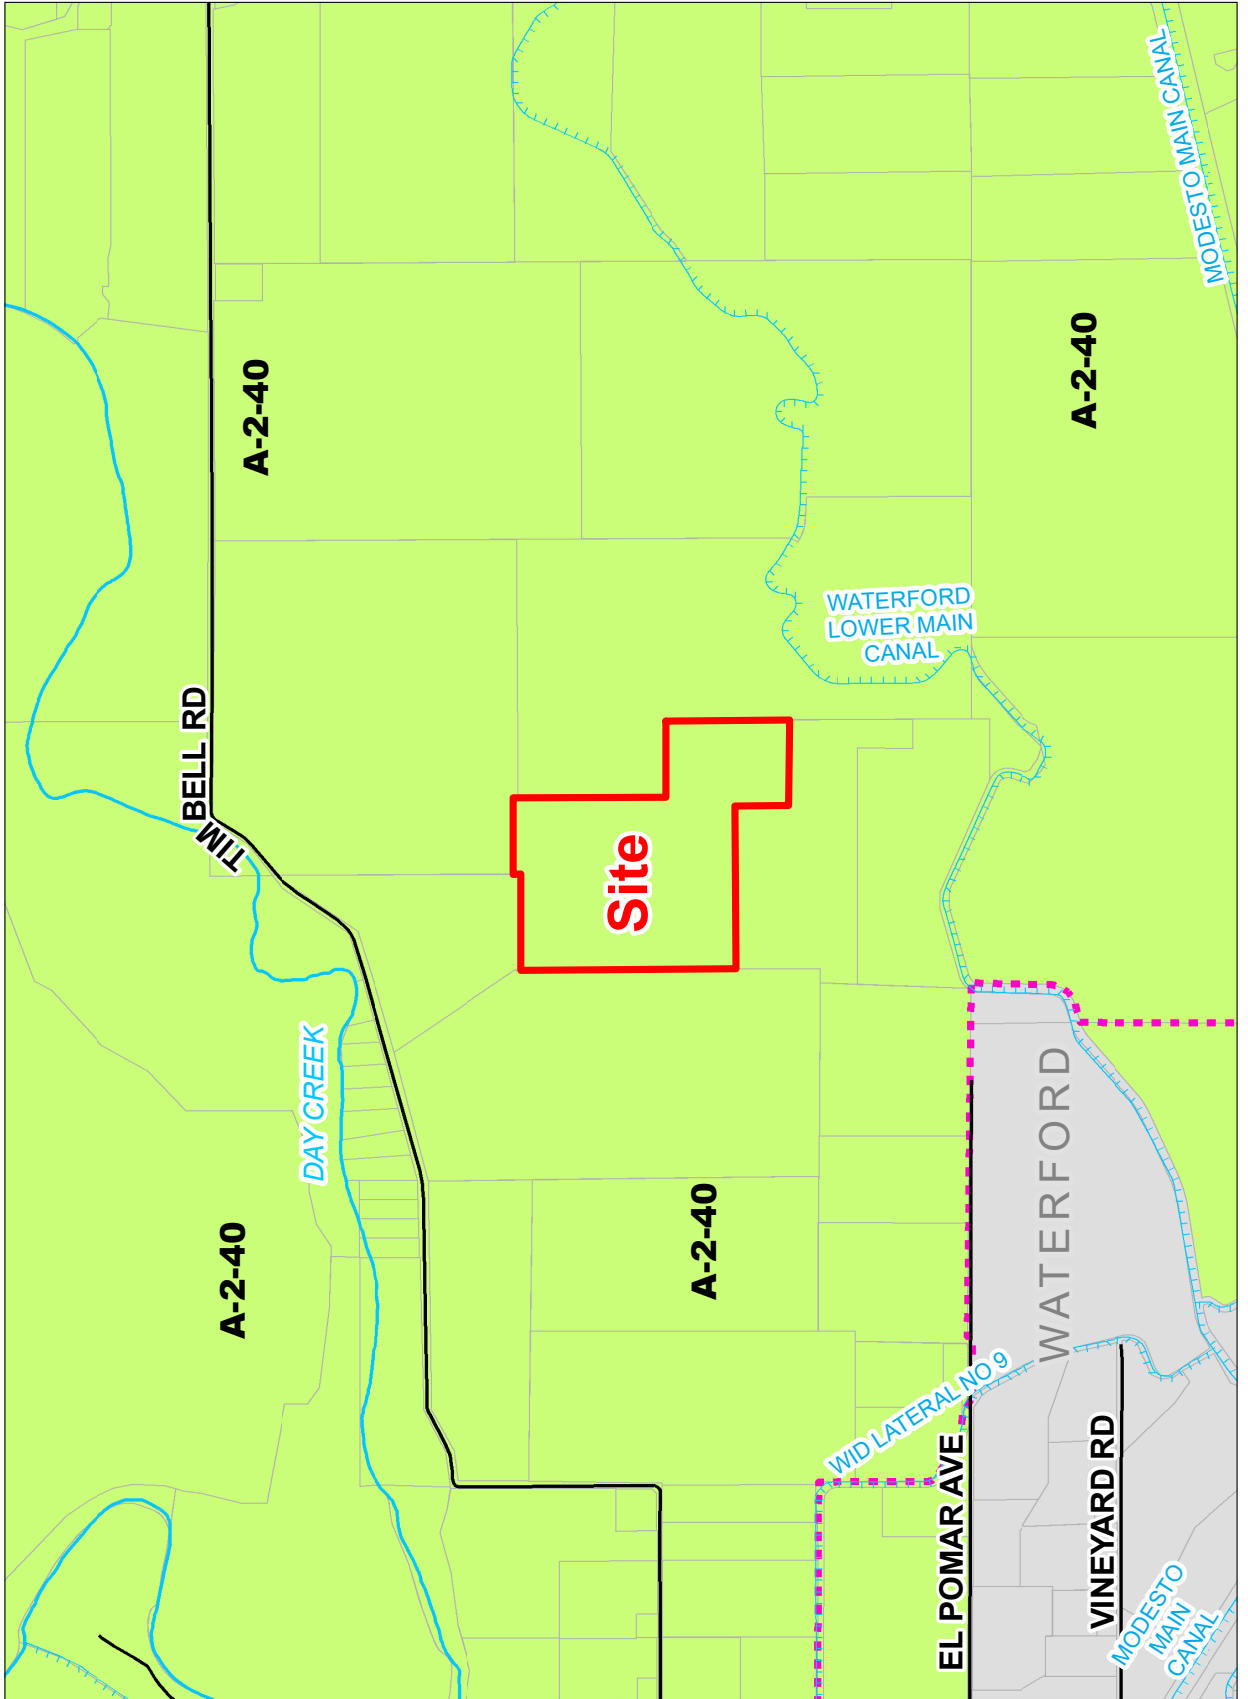 MODESTO MAIN CANAL
A-2-40
A-2-40
WATERFORD
LOWER MAIN
CANAL
TIM BELL RD
Site
DAY CREEK
WATERFORD
A-2-40
A-2-40
WID LATERAL NO 9
EL POMAR AVE
VINEYARD RD
MODESTO
MAIN
CANAL